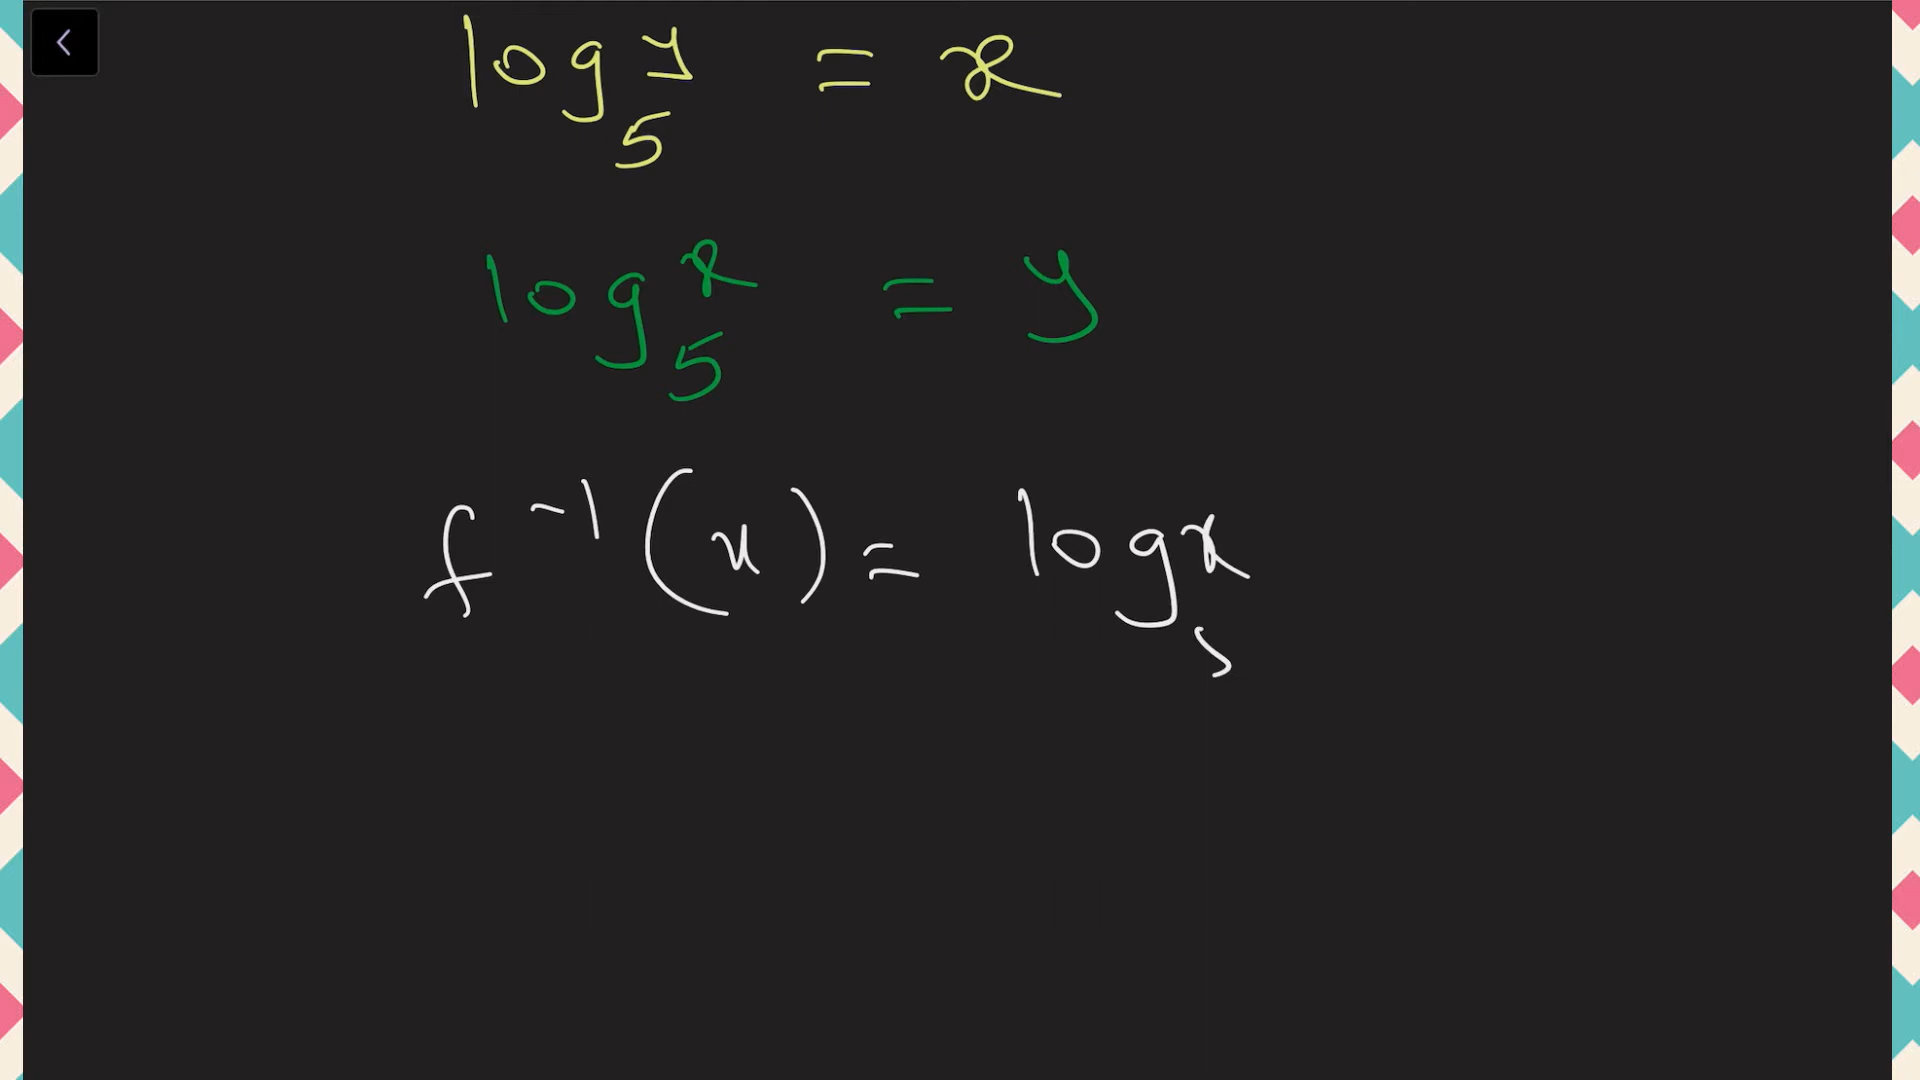 log₅ y = x
log₅ x = y
f⁻¹(x) = log₅ x